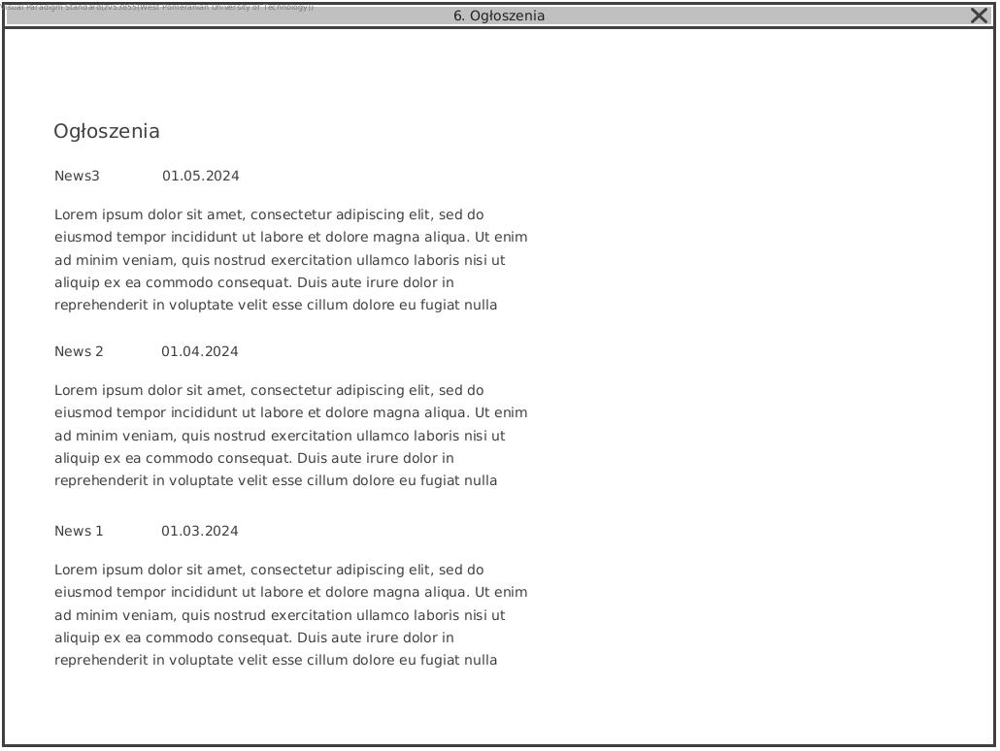 Visual Paradigm Standard(zv53855(West Pomeranian University of Technology))
6. Ogłoszenia
Ogłoszenia
News3 01.05.2024
Lorem ipsum dolor sit amet, consectetur adipiscing elit, sed do
eiusmod tempor incididunt ut labore et dolore magna aliqua. Ut enim
ad minim veniam, quis nostrud exercitation ullamco laboris nisi ut
aliquip ex ea commodo consequat. Duis aute irure dolor in
reprehenderit in voluptate velit esse cillum dolore eu fugiat nulla
News 2 01.04.2024
Lorem ipsum dolor sit amet, consectetur adipiscing elit, sed do
eiusmod tempor incididunt ut labore et dolore magna aliqua. Ut enim
ad minim veniam, quis nostrud exercitation ullamco laboris nisi ut
aliquip ex ea commodo consequat. Duis aute irure dolor in
reprehenderit in voluptate velit esse cillum dolore eu fugiat nulla
News 1 01.03.2024
Lorem ipsum dolor sit amet, consectetur adipiscing elit, sed do
eiusmod tempor incididunt ut labore et dolore magna aliqua. Ut enim
ad minim veniam, quis nostrud exercitation ullamco laboris nisi ut
aliquip ex ea commodo consequat. Duis aute irure dolor in
reprehenderit in voluptate velit esse cillum dolore eu fugiat nulla